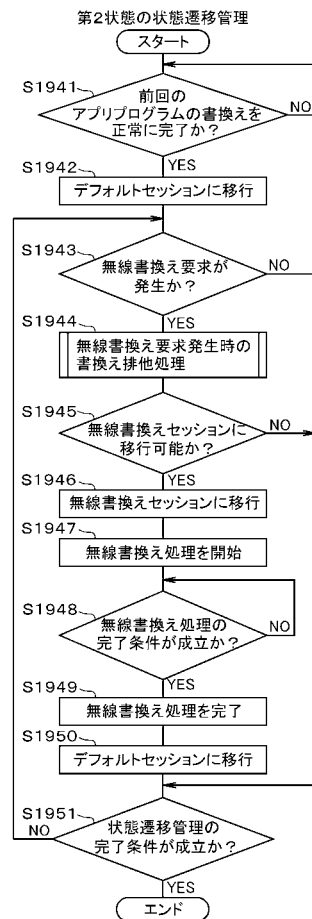 第2状態の状態遷移管理
スタート
S1941
前回の
アプリプログラムの書換えを
正常に完了か?
NO
YES
S1942
デフォルトセッションに移行
S1943
無線書換え要求が
発生か?
NO
YES
S1944
無線書換え要求発生時の
書換え排他処理
S1945
無線書換えセッションに
移行可能か?
NO
YES
S1946
無線書換えセッションに移行
S1947
無線書換え処理を開始
S1948
無線書換え処理の
完了条件が成立か?
NO
YES
S1949
無線書換え処理を完了
S1950
デフォルトセッションに移行
S1951
NO
状態遷移管理の
完了条件が成立か?
YES
エンド